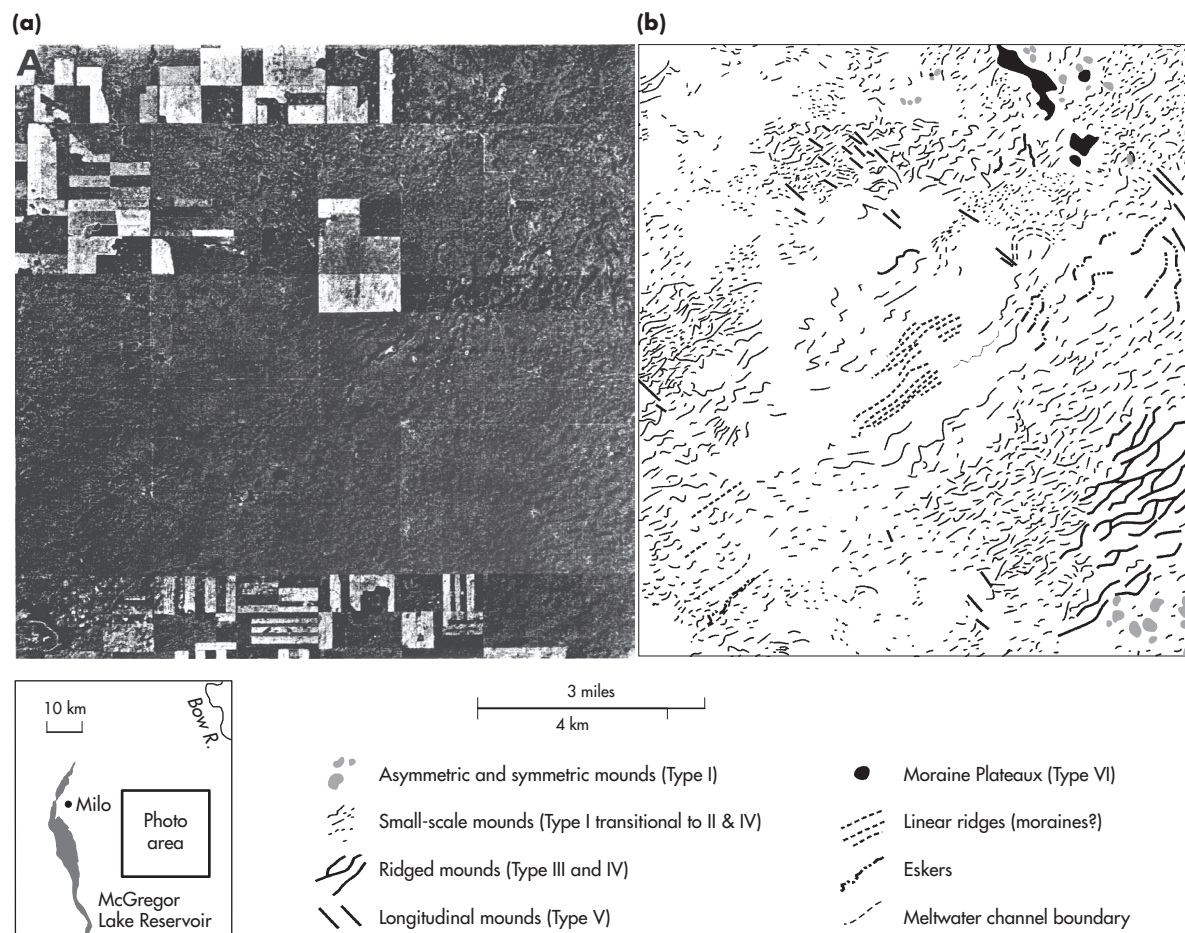 (a)
(b)
A
10 km
Bow R.
Milo
Photo
area
McGregor
Lake Reservoir
3 miles
4 km
Asymmetric and symmetric mounds (Type I)
Small-scale mounds (Type I transitional to II & IV)
Ridged mounds (Type III and IV)
Longitudinal mounds (Type V)
Moraine Plateaux (Type VI)
Linear ridges (moraines?)
Eskers
Meltwater channel boundary